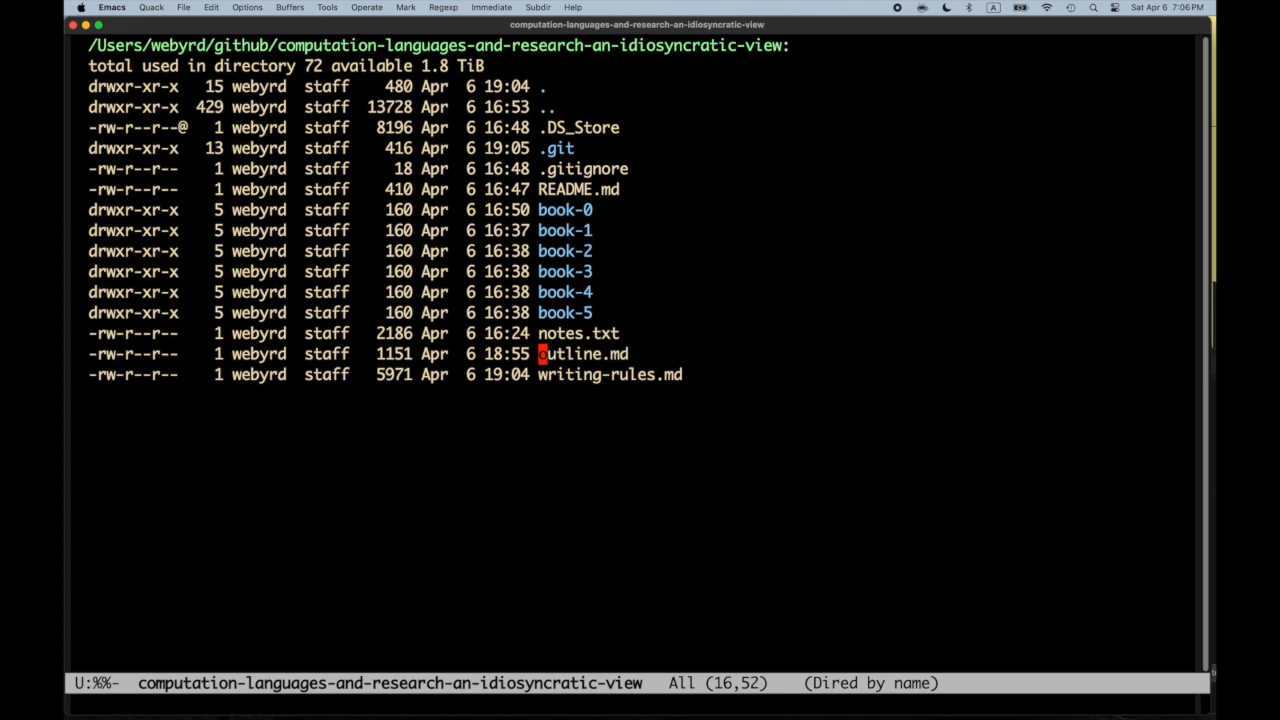 Emacs Quack File Edit Options Buffers Tools Operate Mark Regexp Immediate Subdir Help A Sat Apr 6 7:06 PM
computation-languages-and-research-an-idiosyncratic-view
/Users/webyrd/github/computation-languages-and-research-an-idiosyncratic-view:
total used in directory 72 available 1.8 TiB
drwxr-xr-x 15 webyrd staff 480 Apr 6 19:04 .
drwxr-xr-x 429 webyrd staff 13728 Apr 6 16:53 ..
-rw-r--r--@ 1 webyrd staff 8196 Apr 6 16:48 .DS_Store
drwxr-xr-x 13 webyrd staff 416 Apr 6 19:05 .git
-rw-r--r-- 1 webyrd staff 18 Apr 6 16:48 .gitignore
-rw-r--r-- 1 webyrd staff 410 Apr 6 16:47 README.md
drwxr-xr-x 5 webyrd staff 160 Apr 6 16:50 book-0
drwxr-xr-x 5 webyrd staff 160 Apr 6 16:37 book-1
drwxr-xr-x 5 webyrd staff 160 Apr 6 16:38 book-2
drwxr-xr-x 5 webyrd staff 160 Apr 6 16:38 book-3
drwxr-xr-x 5 webyrd staff 160 Apr 6 16:38 book-4
drwxr-xr-x 5 webyrd staff 160 Apr 6 16:38 book-5
-rw-r--r-- 1 webyrd staff 2186 Apr 6 16:24 notes.txt
-rw-r--r-- 1 webyrd staff 1151 Apr 6 18:55 outline.md
-rw-r--r-- 1 webyrd staff 5971 Apr 6 19:04 writing-rules.md
U:%%- computation-languages-and-research-an-idiosyncratic-view All (16,52) (Dired by name)